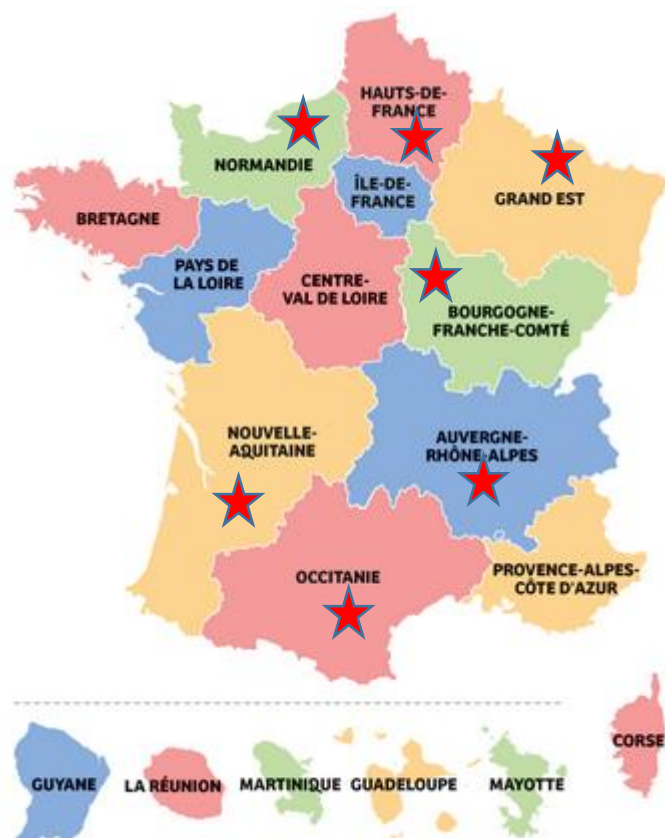 HAUTS-DE-
FRANCE
NORMANDIE
ÎLE-DE-
FRANCE
GRAND EST
BRETAGNE
PAYS DE
LA LOIRE
CENTRE-
VAL DE LOIRE
BOURGOGNE-
FRANCHE-COMTÉ
NOUVELLE-
AQUITAINE
AUVERGNE-
RHÔNE-ALPES
OCCITANIE
PROVENCE-ALPES-
CÔTE D'AZUR
CORSE
GUYANE
LA RÉUNION
MARTINIQUE
GUADELOUPE
MAYOTTE